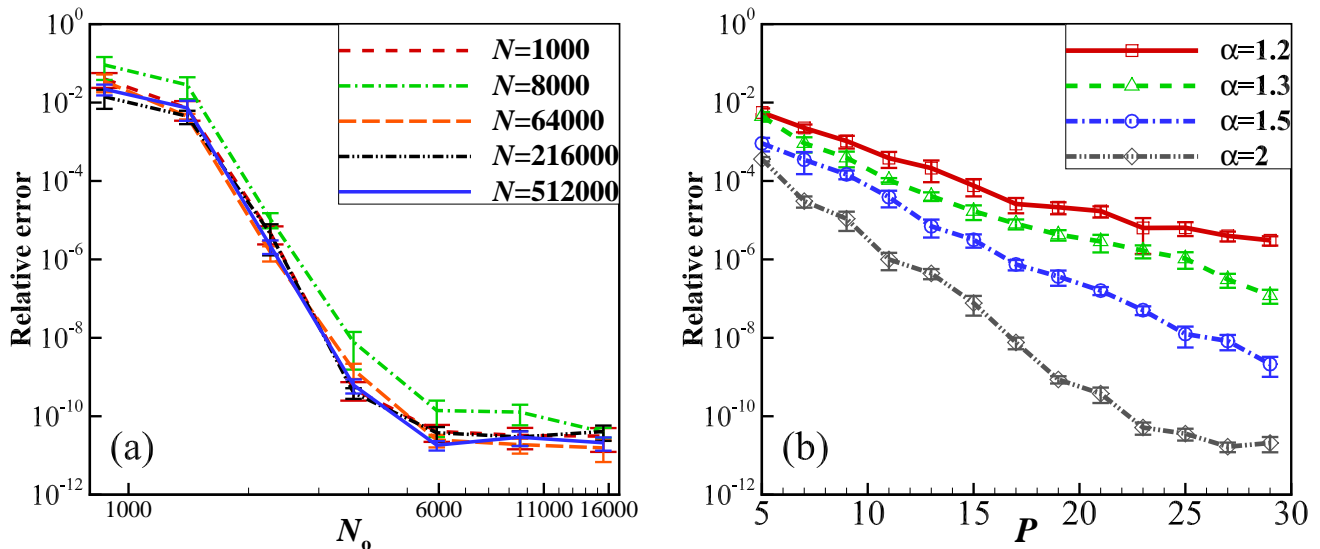 10^0
10^-2
10^-4
10^-6
10^-8
10^-10
10^-12
Relative error
N=1000
N=8000
N=64000
N=216000
N=512000
(a)
1000 6000 11000 16000
N_o
10^0
10^-2
10^-4
10^-6
10^-8
10^-10
10^-12
Relative error
α=1.2
α=1.3
α=1.5
α=2
(b)
5 10 15 20 25 30
P